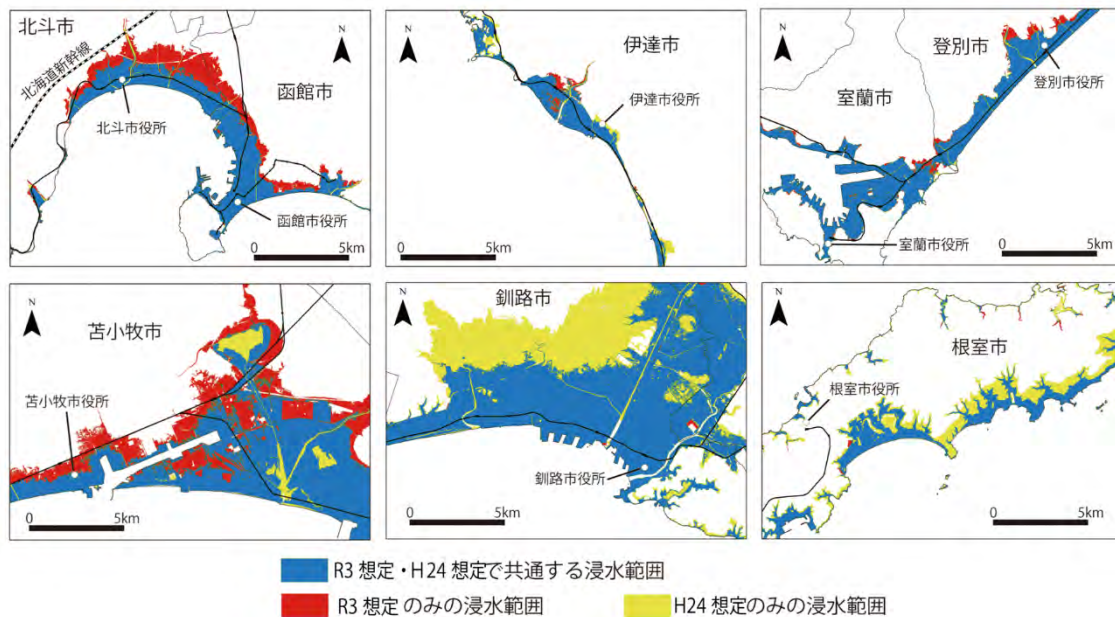 北斗市
北海道新幹線
函館市
北斗市役所
函館市役所
N
0 5km
N
伊達市
伊達市役所
0 5km
N
登別市
登別市役所
室蘭市
室蘭市役所
0 5km
N
苫小牧市
苫小牧市役所
0 5km
N
釧路市
釧路市役所
0 5km
N
根室市
根室市役所
0 5km
R3 想定・H24 想定で共通する浸水範囲
R3 想定のみの浸水範囲
H24 想定のみの浸水範囲